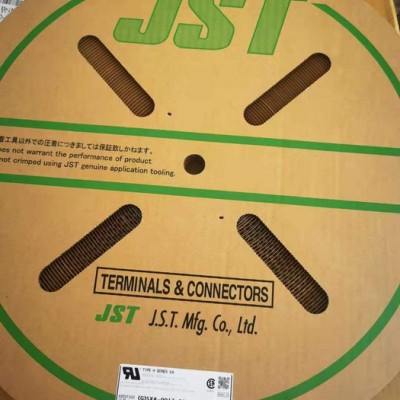 JST
着工具以外での圧着につきましては保証致しかねます。
oes not warrant the performance of product
not crimped using JST genuine application tooling.
TERMINALS & CONNECTORS
JST J.S.T. Mfg. Co., Ltd.